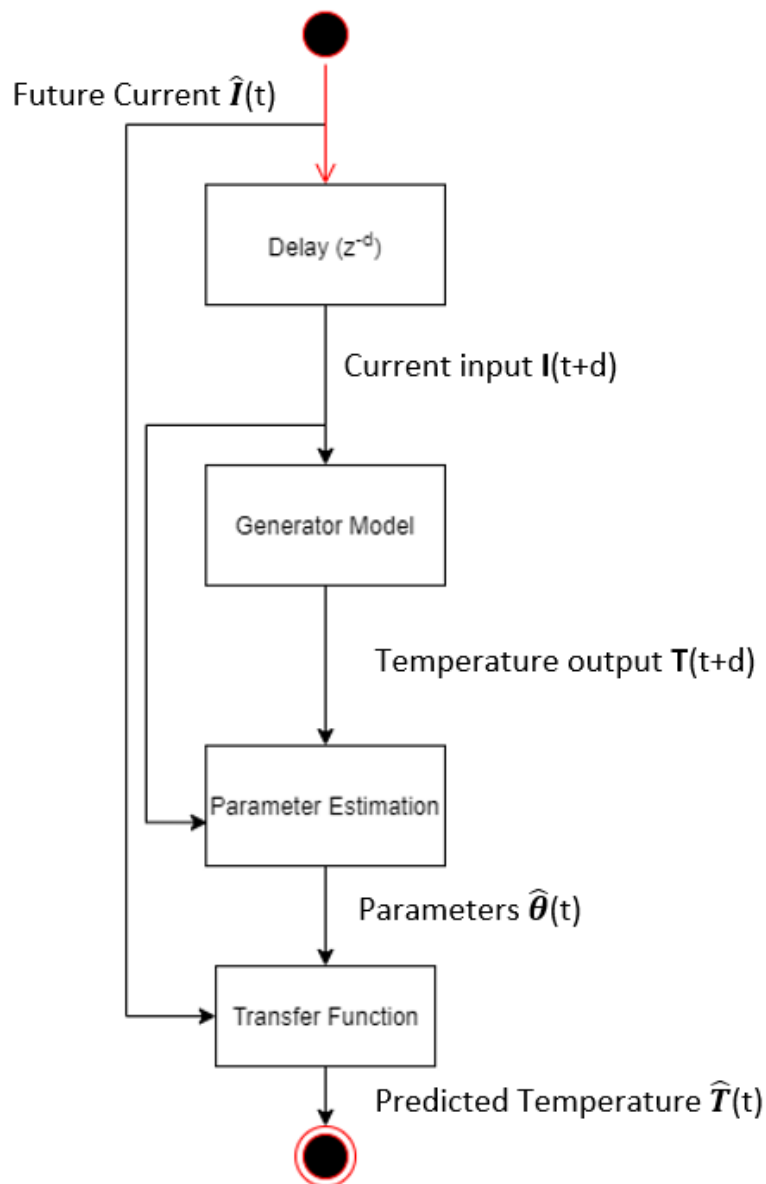 Future Current Î(t)
Delay (z⁻ᵈ)
Current input I(t+d)
Generator Model
Temperature output T(t+d)
Parameter Estimation
Parameters θ̂(t)
Transfer Function
Predicted Temperature T̂(t)